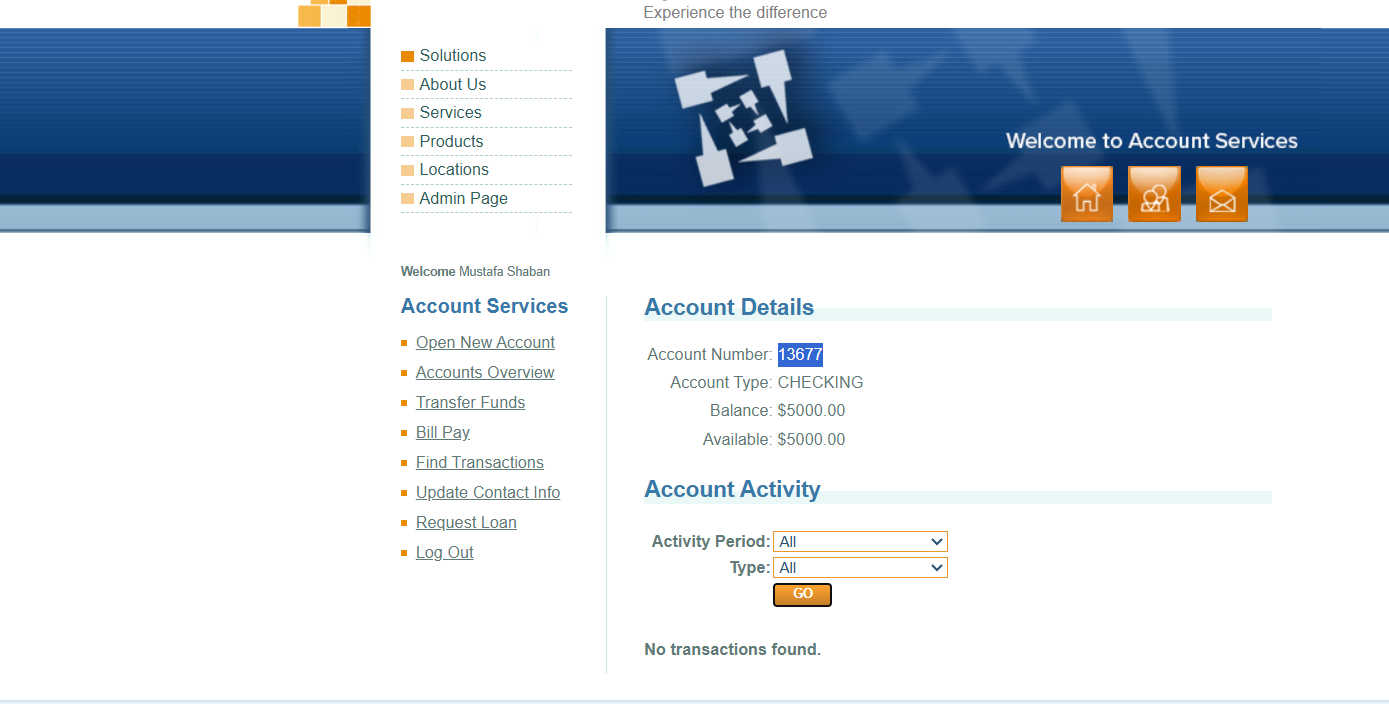 Experience the difference
Solutions
About Us
Services
Products
Locations
Admin Page
Welcome to Account Services
Welcome Mustafa Shaban
Account Services
Open New Account
Accounts Overview
Transfer Funds
Bill Pay
Find Transactions
Update Contact Info
Request Loan
Log Out
Account Details
Account Number: 13677
Account Type: CHECKING
Balance: $5000.00
Available: $5000.00
Account Activity
Activity Period: All
Type: All
GO
No transactions found.